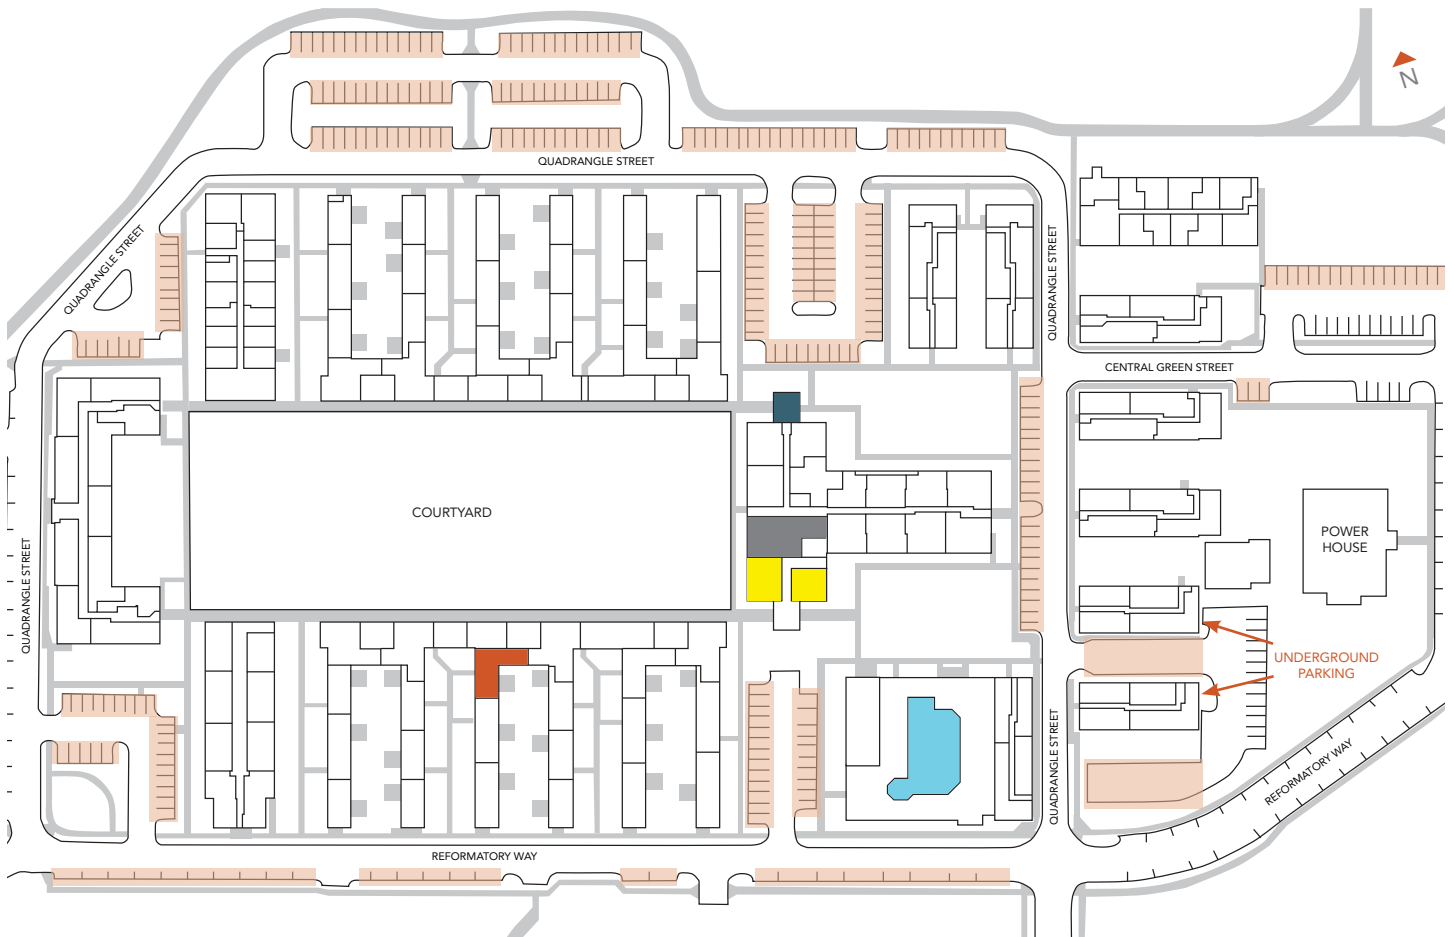 N
QUADRANGLE STREET
QUADRANGLE STREET
QUADRANGLE STREET
CENTRAL GREEN STREET
COURTYARD
POWER
HOUSE
QUADRANGLE STREET
UNDERGROUND
PARKING
QUADRANGLE STREET
REFORMATORY WAY
REFORMATORY WAY